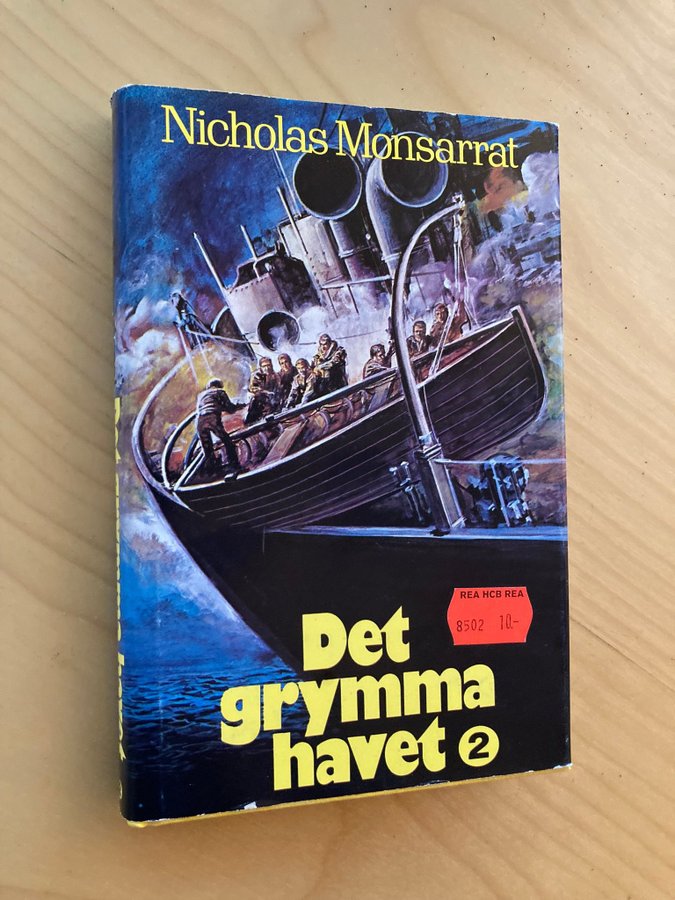 Nicholas Monsarrat
REA HCB REA
8502 10.-
Det
grymma
havet 2